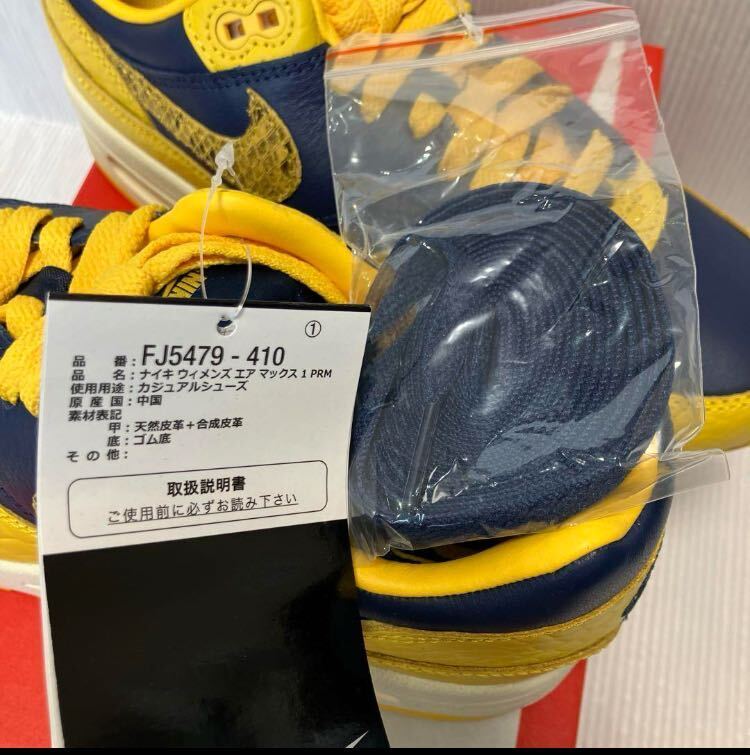 ①
品 番:FJ5479-410
品 名:ナイキ ウィメンズ エア マックス 1 PRM
使用用途:カジュアルシューズ
原 産 国:中国
素材表記
甲:天然皮革+合成皮革
底:ゴム底
そ の 他:
取扱説明書
ご使用前に必ずお読み下さい
NIKE